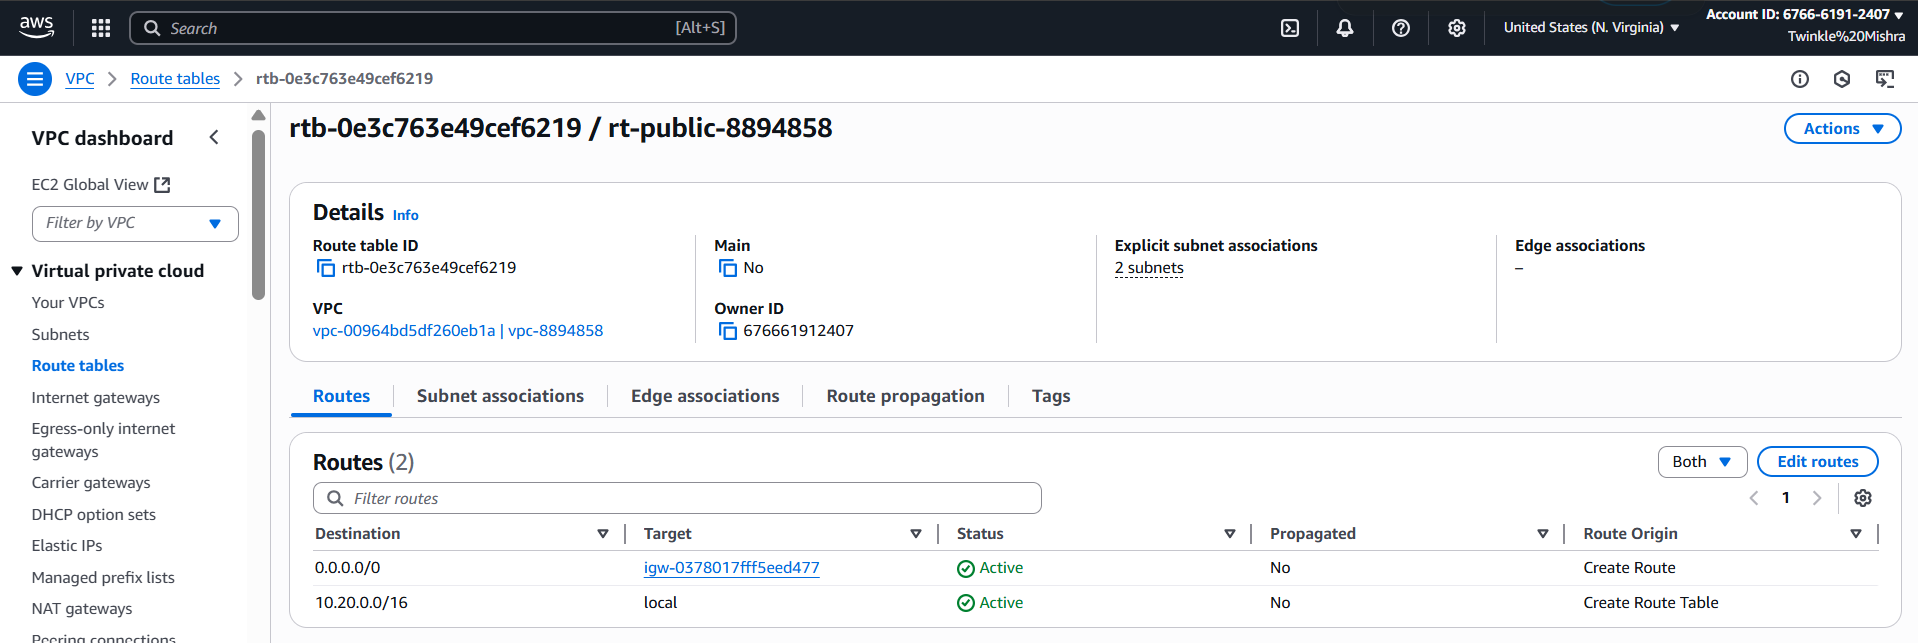 aws
Search [Alt+S]
United States (N. Virginia)
Account ID: 6766-6191-2407
Twinkle%20Mishra
VPC
Route tables
rtb-0e3c763e49cef6219
VPC dashboard
EC2 Global View
Filter by VPC
Virtual private cloud
Your VPCs
Subnets
Route tables
Internet gateways
Egress-only internet
gateways
Carrier gateways
DHCP option sets
Elastic IPs
Managed prefix lists
NAT gateways
Peering connections
rtb-0e3c763e49cef6219 / rt-public-8894858
Actions
Details Info
Route table ID
rtb-0e3c763e49cef6219
VPC
vpc-00964bd5df260eb1a | vpc-8894858
Main
No
Owner ID
676661912407
Explicit subnet associations
2 subnets
Edge associations
–
Routes Subnet associations Edge associations Route propagation Tags
Routes (2)
Both Edit routes
Filter routes
1
Destination Target Status Propagated Route Origin
0.0.0.0/0 igw-0378017fff5eed477 Active No Create Route
10.20.0.0/16 local Active No Create Route Table